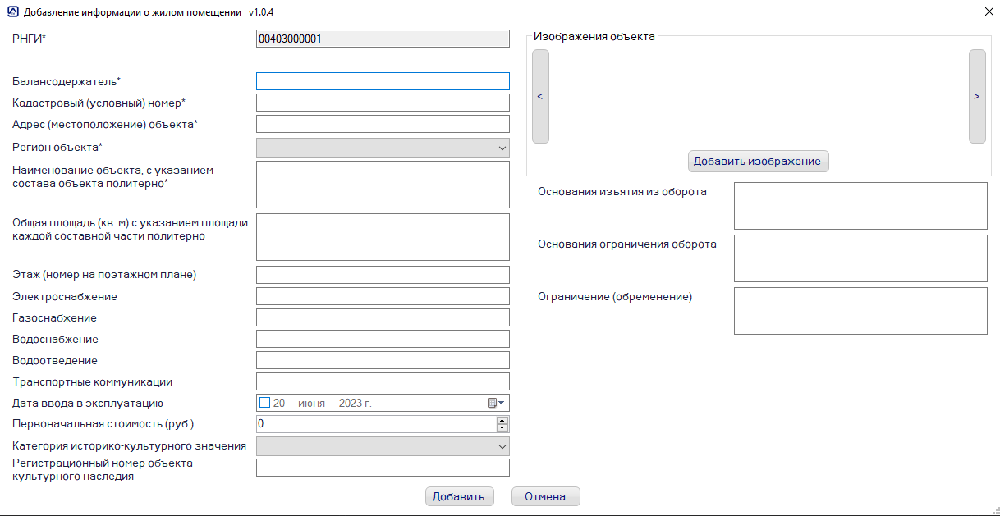 Добавление информации о жилом помещении v1.0.4
РНГИ*
00403000001
Балансодержатель*
Кадастровый (условный) номер*
Адрес (местоположение) объекта*
Регион объекта*
Наименование объекта, с указанием
состава объекта политерно*
Общая площадь (кв. м) с указанием площади
каждой составной части политерно
Этаж (номер на поэтажном плане)
Электроснабжение
Газоснабжение
Водоснабжение
Водоотведение
Транспортные коммуникации
Дата ввода в эксплуатацию
20 июня 2023 г.
Первоначальная стоимость (руб.)
0
Категория историко-культурного значения
Регистрационный номер объекта
культурного наследия
Изображения объекта
<
>
Добавить изображение
Основания изъятия из оборота
Основания ограничения оборота
Ограничение (обременение)
Добавить
Отмена